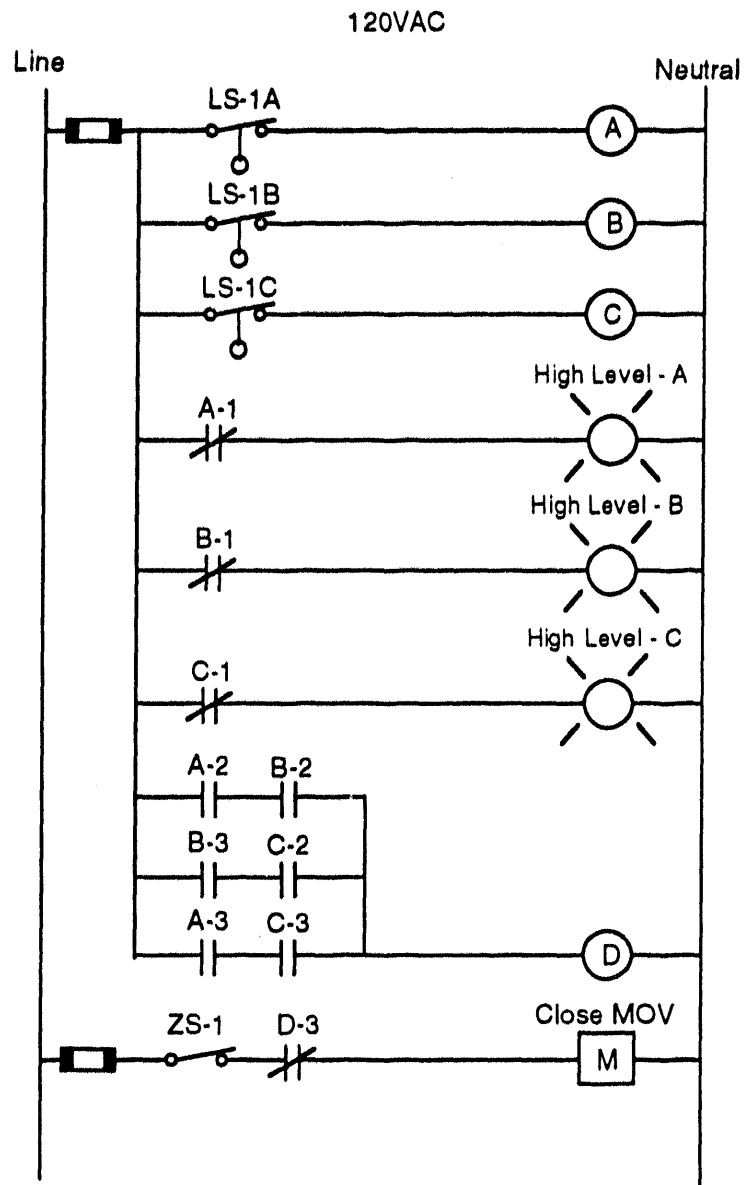 120VAC
Line
Neutral
LS-1A
A
LS-1B
B
LS-1C
C
High Level - A
A-1
High Level - B
B-1
High Level - C
C-1
A-2 B-2
B-3 C-2
A-3 C-3
D
ZS-1 D-3 Close MOV
M